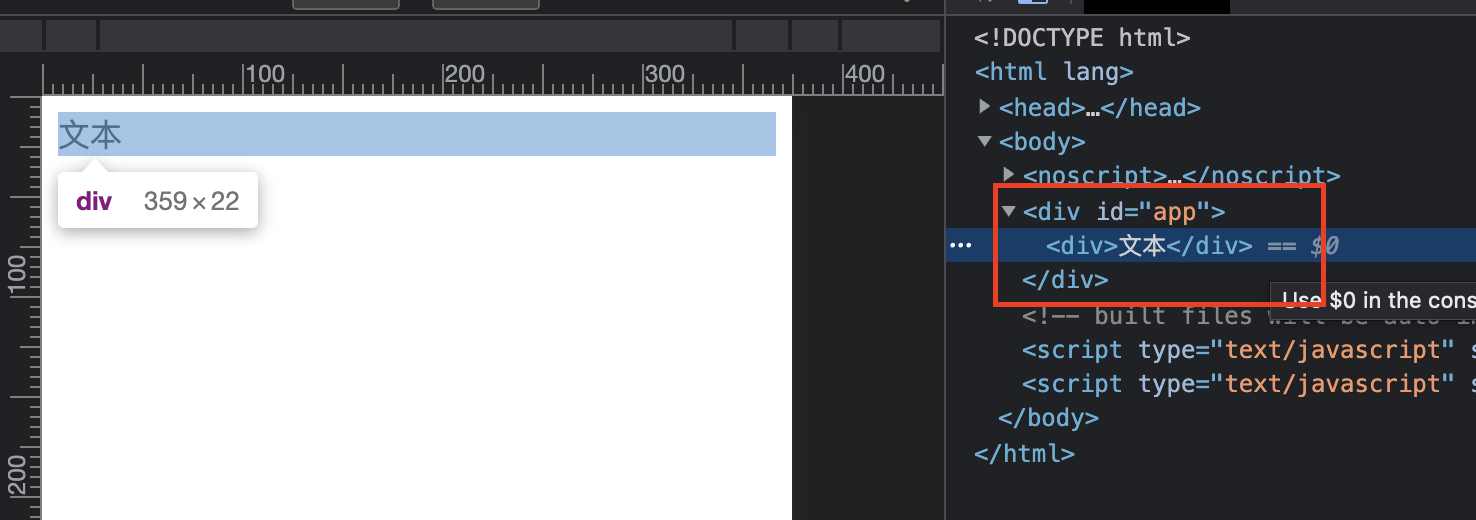 100
200
300
400
文本
div 359 × 22
100
200
<!DOCTYPE html>
<html lang>
<head>…</head>
<body>
<noscript>…</noscript>
<div id="app">
<div>文本</div> == $0
</div>
Use $0 in the cons
<!-- built files will be auto in
<script type="text/javascript" s
<script type="text/javascript" s
</body>
</html>